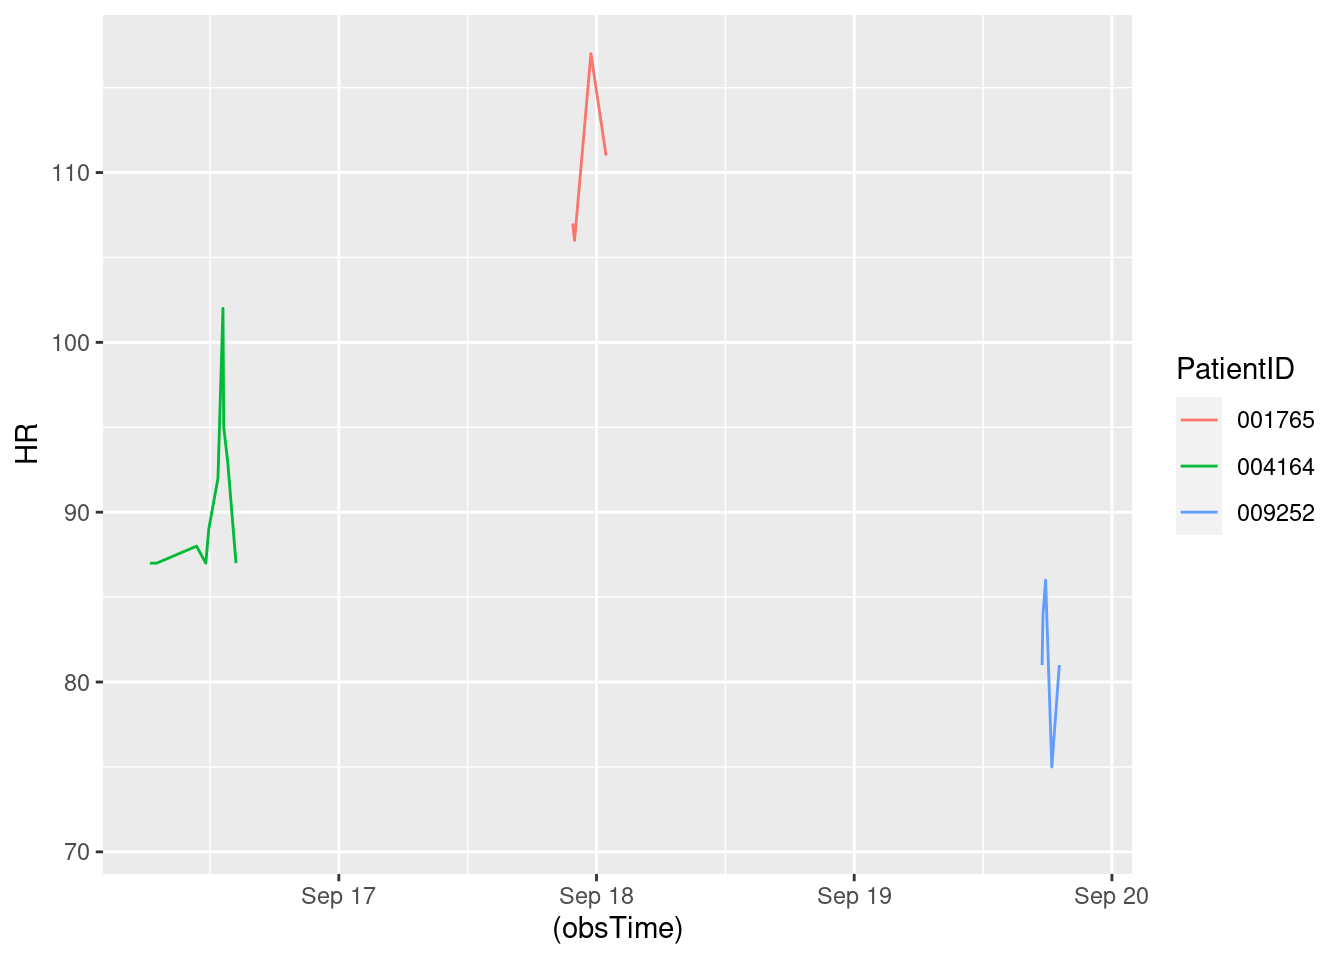 110
100
90
80
70
HR
Sep 17
Sep 18
Sep 19
Sep 20
(obsTime)
PatientID
001765
004164
009252